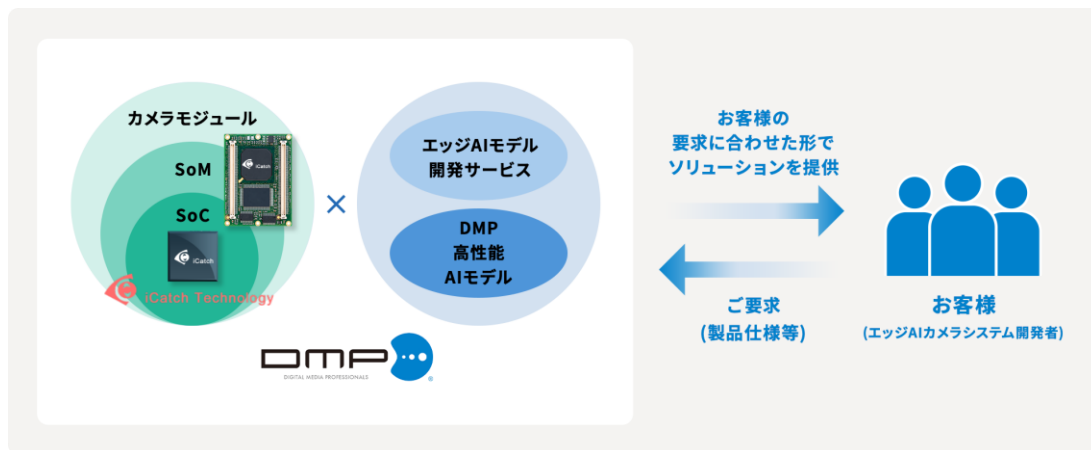 カメラモジュール
SoM
iCatch
SoC
iCatch
iCatch Technology
×
エッジAIモデル
開発サービス
DMP
高性能
AIモデル
DMP
DIGITAL MEDIA PROFESSIONALS
®
お客様の
要求に合わせた形で
ソリューションを提供
ご要求
(製品仕様等)
お客様
(エッジAIカメラシステム開発者)